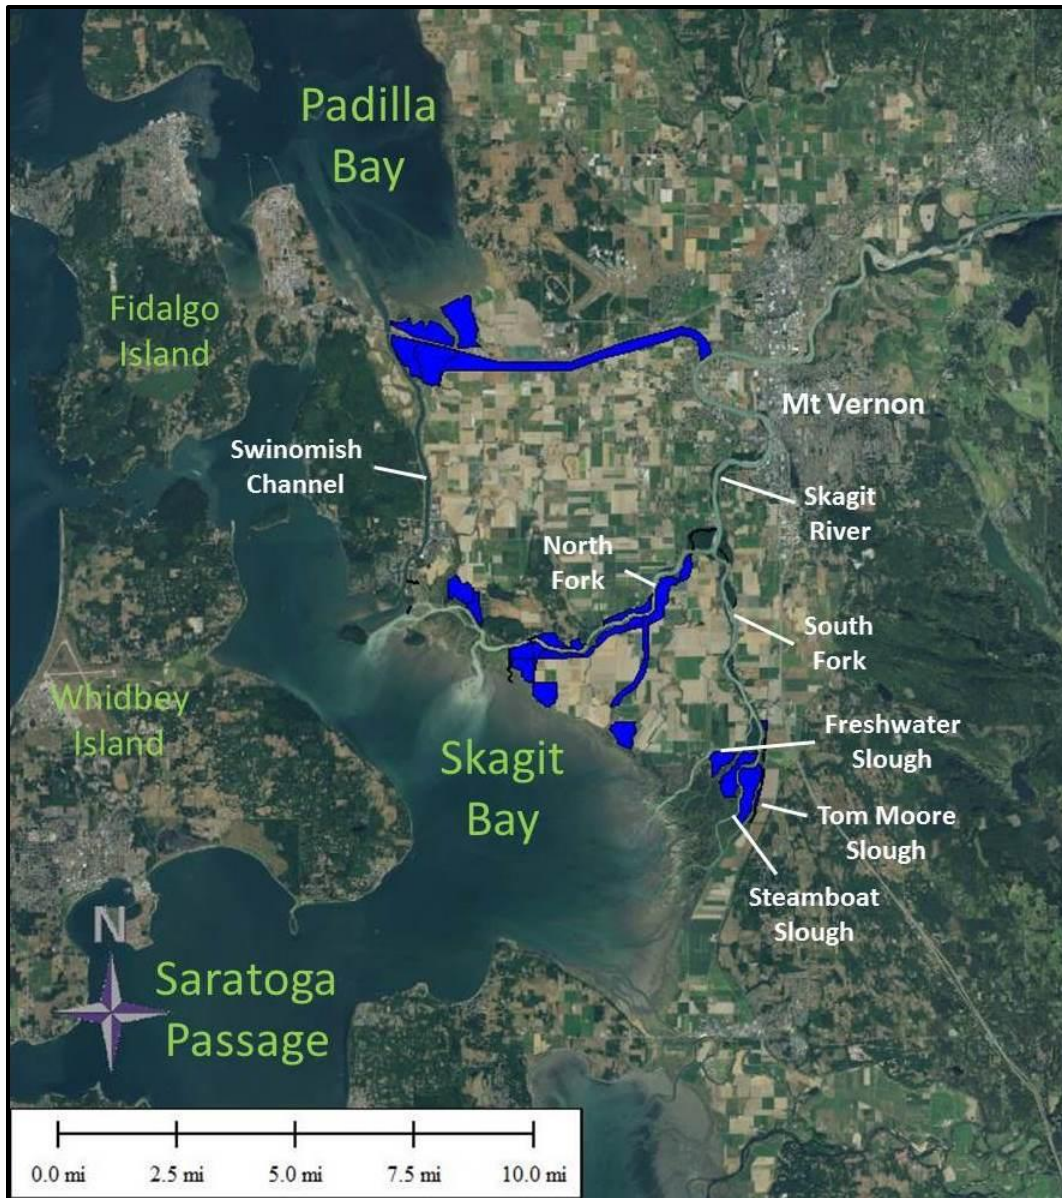 Padilla
Bay
Fidalgo
Island
Mt Vernon
Swinomish
Channel
Skagit
River
North
Fork
South
Fork
Whidbey
Island
Freshwater
Slough
Skagit
Bay
Tom Moore
Slough
Steamboat
Slough
N
Saratoga
Passage
0.0 mi 2.5 mi 5.0 mi 7.5 mi 10.0 mi